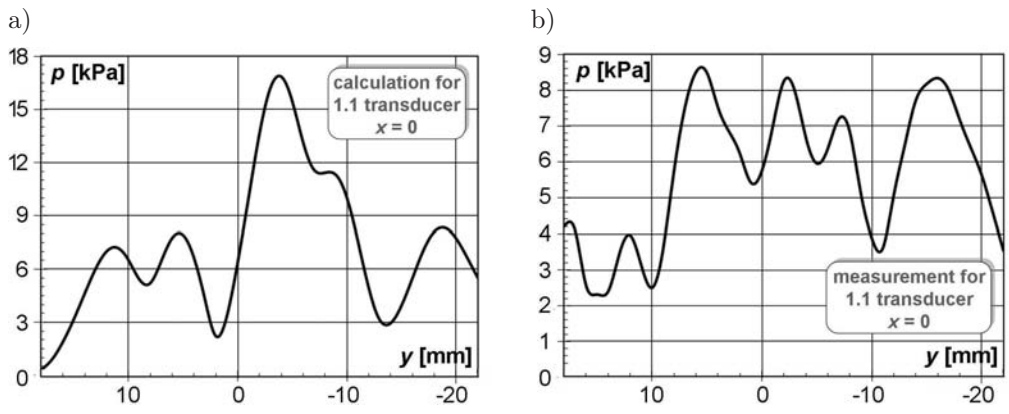 a)
b)
18
15
12
9
6
3
0
p [kPa]
calculation for
1.1 transducer
x = 0
y [mm]
10 0 -10 -20
9
8
7
6
5
4
3
2
1
0
p [kPa]
measurement for
1.1 transducer
x = 0
y [mm]
10 0 -10 -20